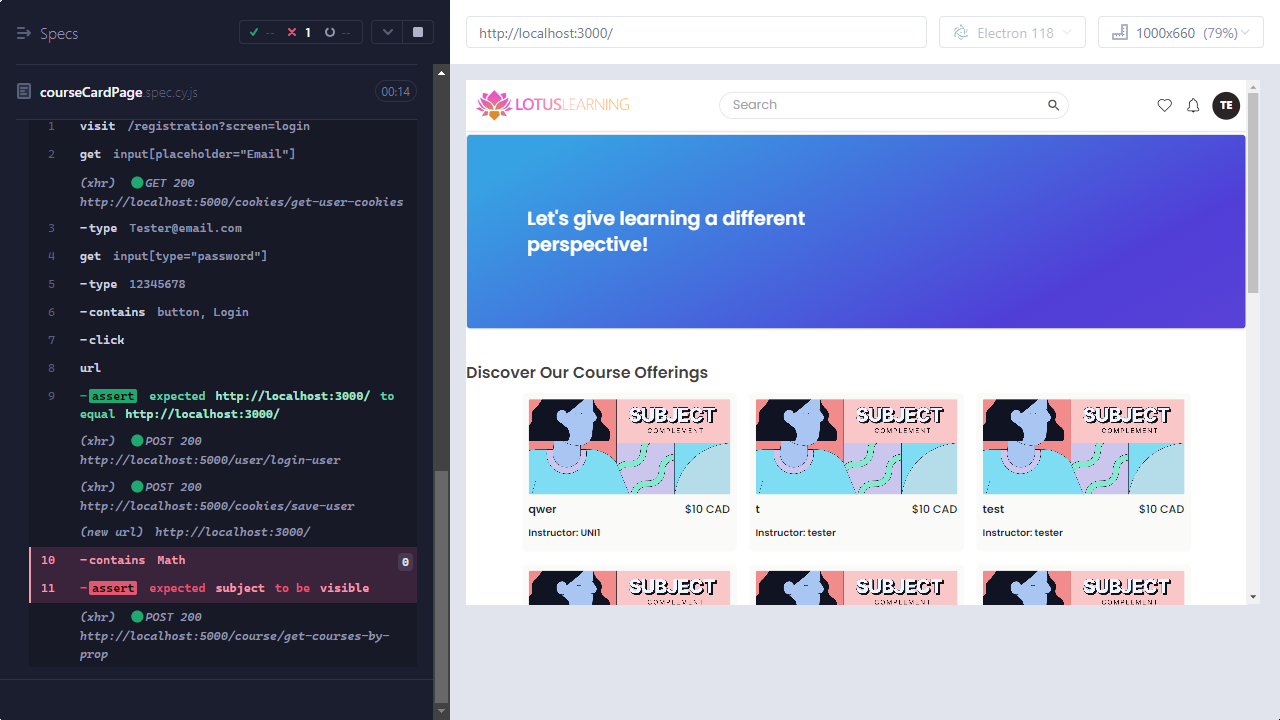 Specs
-- 1 --
courseCardPage.spec.cy.js 00:14
1 visit /registration?screen=login
2 get input[placeholder="Email"]
(xhr) GET 200
http://localhost:5000/cookies/get-user-cookies
3 -type Tester@email.com
4 get input[type="password"]
5 -type 12345678
6 -contains button, Login
7 -click
8 url
9 -assert expected http://localhost:3000/ to
equal http://localhost:3000/
(xhr) POST 200
http://localhost:5000/user/login-user
(xhr) POST 200
http://localhost:5000/cookies/save-user
(new url) http://localhost:3000/
10 -contains Math 0
11 -assert expected subject to be visible
(xhr) POST 200
http://localhost:5000/course/get-courses-by-
prop
http://localhost:3000/
Electron 118
1000x660 (79%)
LOTUSLEARNING
Search
TE
Let's give learning a different
perspective!
Discover Our Course Offerings
SUBJECT
COMPLEMENT
qwer $10 CAD
Instructor: UNI1
SUBJECT
COMPLEMENT
t $10 CAD
Instructor: tester
SUBJECT
COMPLEMENT
test $10 CAD
Instructor: tester
SUBJECT
COMPLEMENT
SUBJECT
COMPLEMENT
SUBJECT
COMPLEMENT